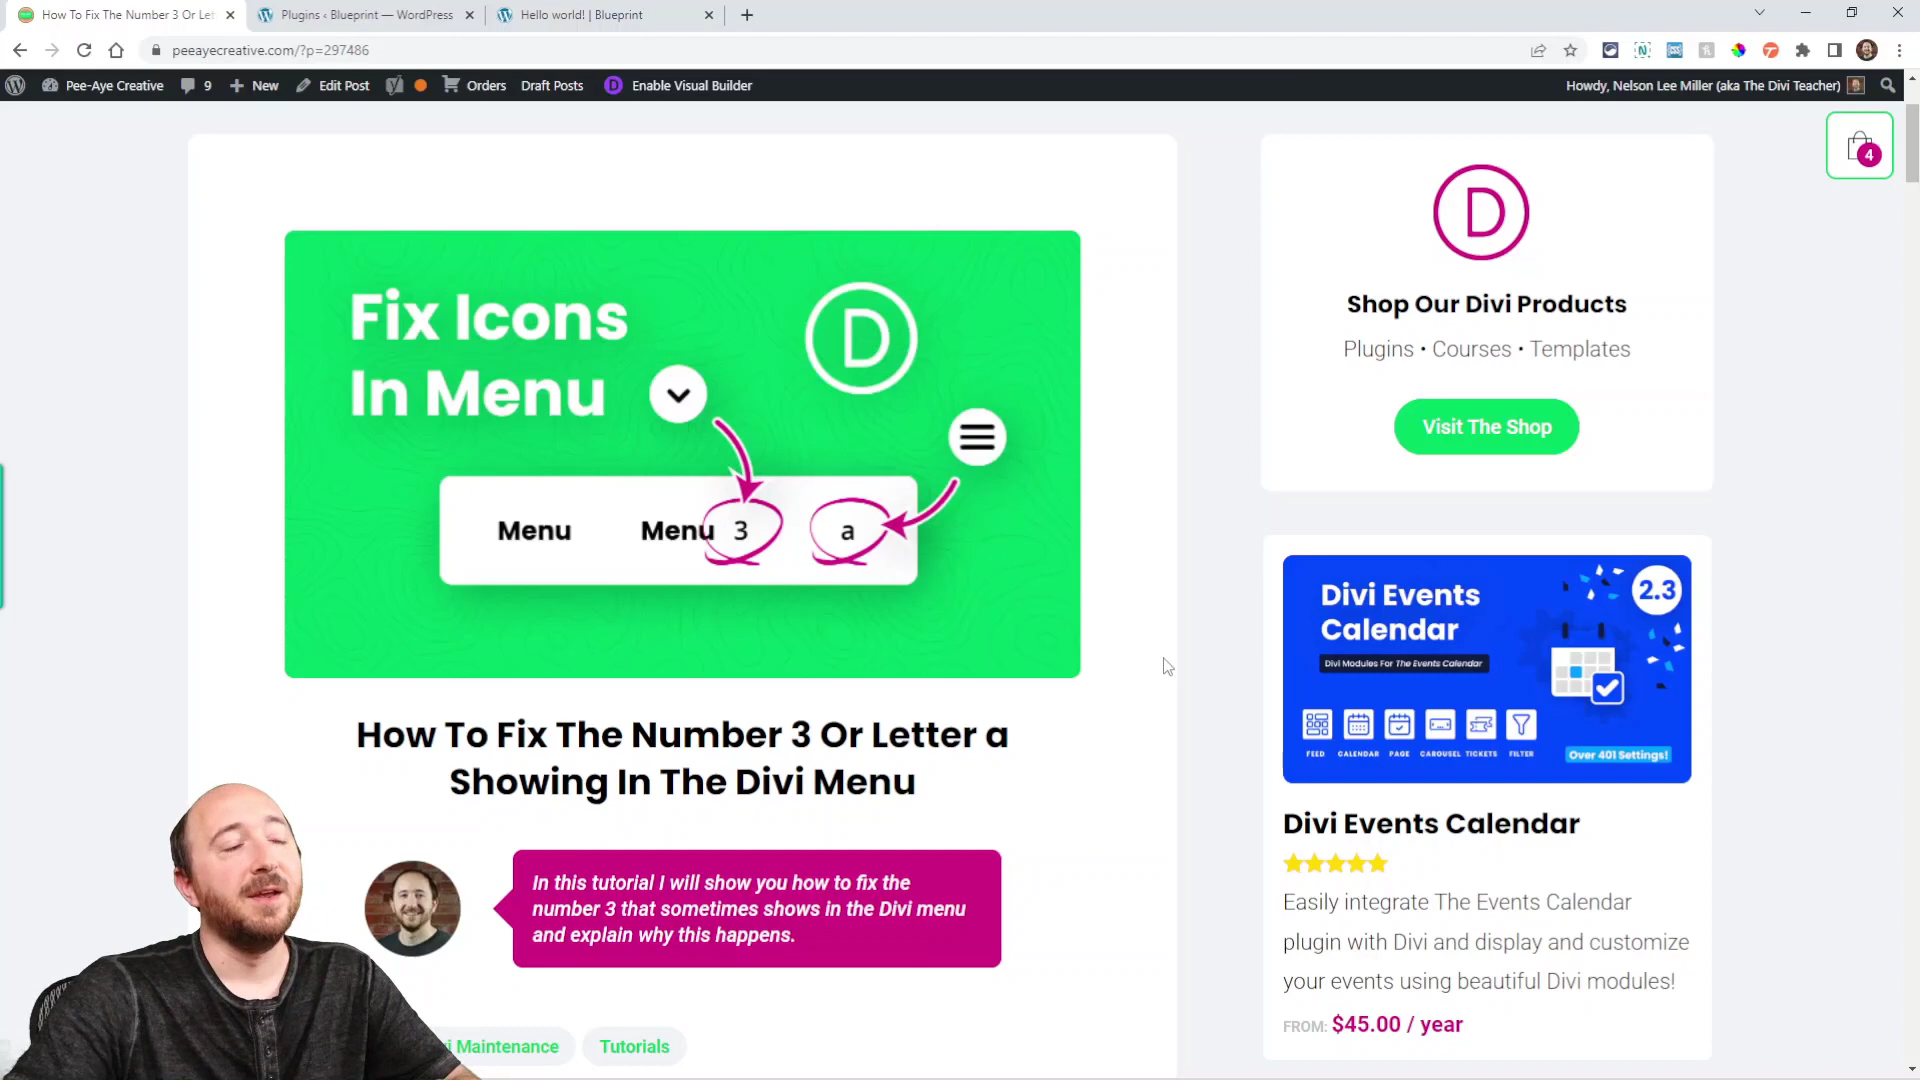 How To Fix The Number 3 Or Let
Plugins ‹ Blueprint — WordPress
Hello world! | Blueprint
peeayecreative.com/?p=297486
Pee-Aye Creative
9
New
Edit Post
Orders
Draft Posts
Enable Visual Builder
Howdy, Nelson Lee Miller (aka The Divi Teacher)
4
Fix Icons
In Menu
D
Menu
Menu 3
a
How To Fix The Number 3 Or Letter a
Showing In The Divi Menu
In this tutorial I will show you how to fix the
number 3 that sometimes shows in the Divi menu
and explain why this happens.
Maintenance
Tutorials
D
Shop Our Divi Products
Plugins • Courses • Templates
Visit The Shop
Divi Events
Calendar
2.3
Divi Modules For The Events Calendar
FEED
CALENDAR
PAGE
CAROUSEL
TICKETS
FILTER
Over 401 Settings!
Divi Events Calendar
Easily integrate The Events Calendar
plugin with Divi and display and customize
your events using beautiful Divi modules!
FROM: $45.00 / year